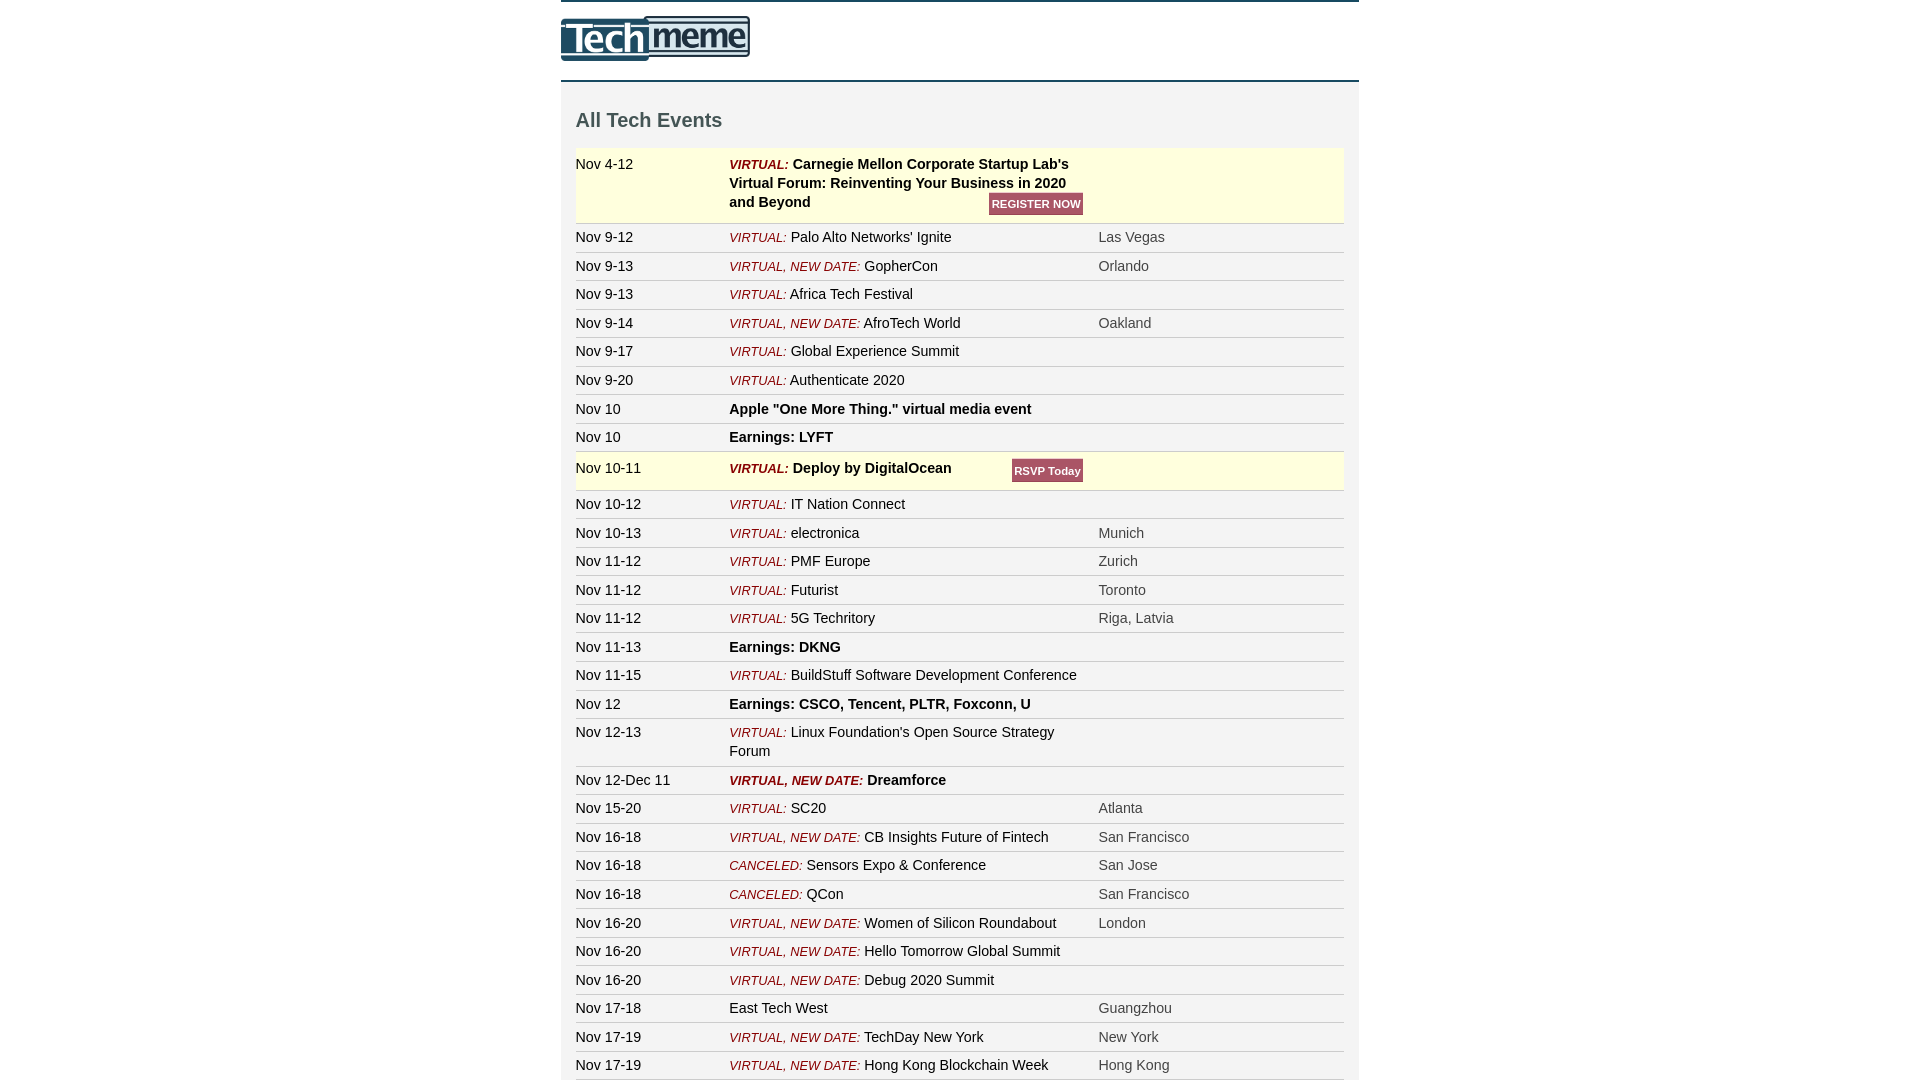 Techmeme
All Tech Events
Nov 4-12 VIRTUAL: Carnegie Mellon Corporate Startup Lab's
Virtual Forum: Reinventing Your Business in 2020
and Beyond REGISTER NOW
Nov 9-12 VIRTUAL: Palo Alto Networks' Ignite Las Vegas
Nov 9-13 VIRTUAL, NEW DATE: GopherCon Orlando
Nov 9-13 VIRTUAL: Africa Tech Festival
Nov 9-14 VIRTUAL, NEW DATE: AfroTech World Oakland
Nov 9-17 VIRTUAL: Global Experience Summit
Nov 9-20 VIRTUAL: Authenticate 2020
Nov 10 Apple "One More Thing." virtual media event
Nov 10 Earnings: LYFT
Nov 10-11 VIRTUAL: Deploy by DigitalOcean RSVP Today
Nov 10-12 VIRTUAL: IT Nation Connect
Nov 10-13 VIRTUAL: electronica Munich
Nov 11-12 VIRTUAL: PMF Europe Zurich
Nov 11-12 VIRTUAL: Futurist Toronto
Nov 11-12 VIRTUAL: 5G Techritory Riga, Latvia
Nov 11-13 Earnings: DKNG
Nov 11-15 VIRTUAL: BuildStuff Software Development Conference
Nov 12 Earnings: CSCO, Tencent, PLTR, Foxconn, U
Nov 12-13 VIRTUAL: Linux Foundation's Open Source Strategy
Forum
Nov 12-Dec 11 VIRTUAL, NEW DATE: Dreamforce
Nov 15-20 VIRTUAL: SC20 Atlanta
Nov 16-18 VIRTUAL, NEW DATE: CB Insights Future of Fintech San Francisco
Nov 16-18 CANCELED: Sensors Expo & Conference San Jose
Nov 16-18 CANCELED: QCon San Francisco
Nov 16-20 VIRTUAL, NEW DATE: Women of Silicon Roundabout London
Nov 16-20 VIRTUAL, NEW DATE: Hello Tomorrow Global Summit
Nov 16-20 VIRTUAL, NEW DATE: Debug 2020 Summit
Nov 17-18 East Tech West Guangzhou
Nov 17-19 VIRTUAL, NEW DATE: TechDay New York New York
Nov 17-19 VIRTUAL, NEW DATE: Hong Kong Blockchain Week Hong Kong